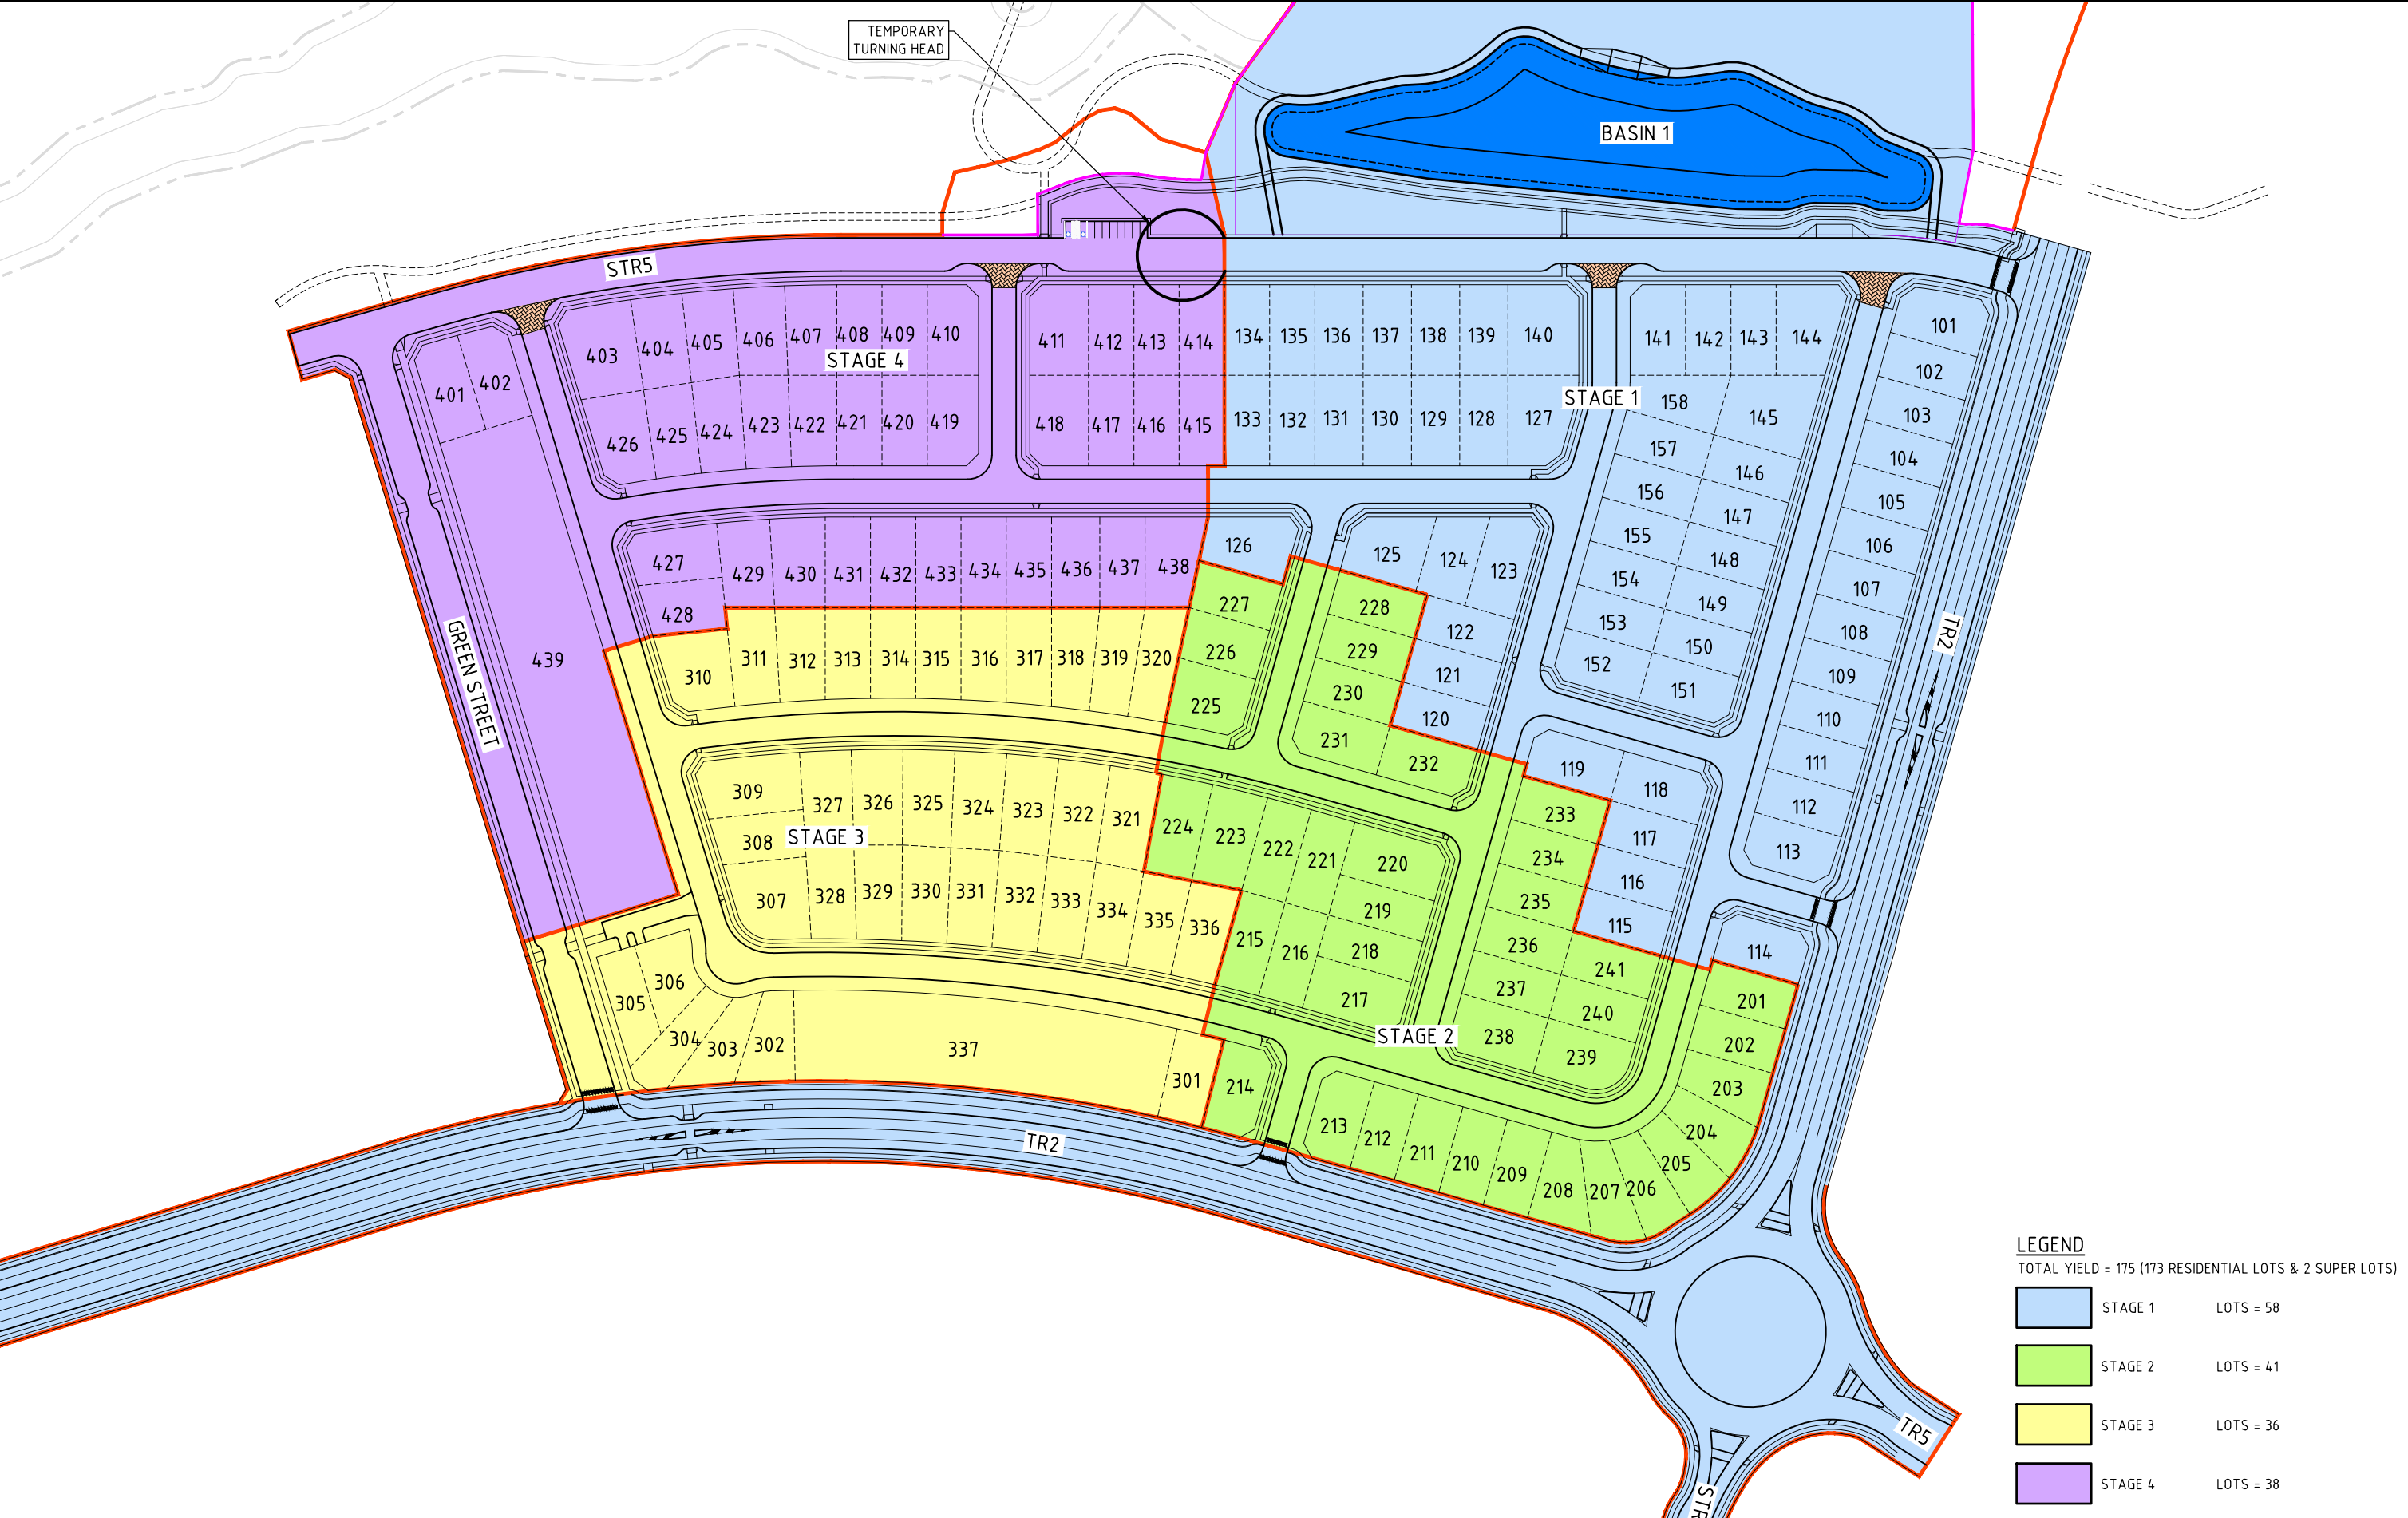 TEMPORARY
TURNING HEAD
BASIN 1
STR5
403 404 405 406 407 408 409 410
STAGE 4
411 412 413 414
134 135 136 137 138 139 140
141 142 143 144
101
102
103
104
105
106
107
108
109
110
111
112
113
401 402
426 425 424 423 422 421 420 419
418 417 416 415
133 132 131 130 129 128 127
STAGE 1
158
145
157
146
156
147
155
148
154
149
153
150
152
151
TR2
427
428
429 430 431 432 433 434 435 436 437 438
126
125 124 123
122
121
120
439
GREEN STREET
310
311 312 313 314 315 316 317 318 319 320
227
226
225
228
229
230
231
232
119
118
117
116
115
114
309
308
307
STAGE 3
327 326 325 324 323 322 321
328 329 330 331 332 333 334 335 336
224 223 222 221 220
219
218
217
215 216
STAGE 2
233
234
235
236
237
238
241
240
239
201
202
203
204
205
206
207
208
209
210
211
212
213
214
306
305
304 303 302
337
301
TR2
TR5
STR
LEGEND
TOTAL YIELD = 175 (173 RESIDENTIAL LOTS & 2 SUPER LOTS)
STAGE 1 LOTS = 58
STAGE 2 LOTS = 41
STAGE 3 LOTS = 36
STAGE 4 LOTS = 38